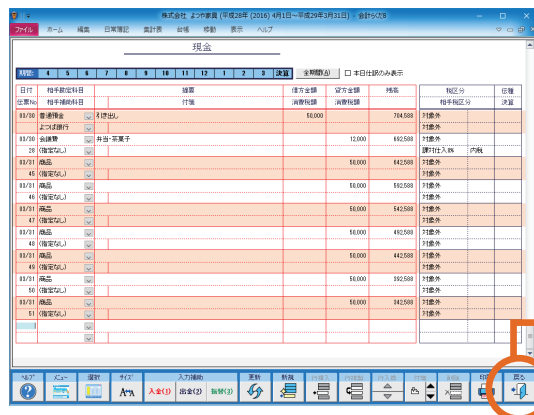 株式会社 よつや家具 (平成28年 (2016) 4月1日～平成29年3月31日) - 会計らくだ8
ファイル ホーム 編集 日常簿記 集計表 台帳 移動 表示 ヘルプ
現金
期間: 4 5 6 7 8 9 10 11 12 1 2 3 決算 全期間(A) 本日仕訳のみ表示
日付 相手勘定科目 摘要 借方金額 貸方金額 残高 税区分 伝種
伝票No 相手補助科目 付箋 消費税額 消費税額 相手税区分 決算
03/30 普通預金 引き出し 50,000 704,588 対象外
よつば銀行 対象外
03/30 会議費 弁当・茶菓子 12,000 692,588 対象外
28 (指定なし) 課対仕入8% 内税
03/31 商品 50,000 642,588 対象外
45 (指定なし) 対象外
03/31 商品 50,000 592,588 対象外
46 (指定なし) 対象外
03/31 商品 50,000 542,588 対象外
47 (指定なし) 対象外
03/31 商品 50,000 492,588 対象外
48 (指定なし) 対象外
03/31 商品 50,000 442,588 対象外
49 (指定なし) 対象外
03/31 商品 50,000 392,588 対象外
50 (指定なし) 対象外
03/31 商品 50,000 342,588 対象外
51 (指定なし) 対象外
ヘルプ メニュー 選択 サイズ 入力補助 更新 新規 行挿入 行複写 行入替 付箋 削除 印刷 戻る
入金(1) 出金(2) 振替(3)